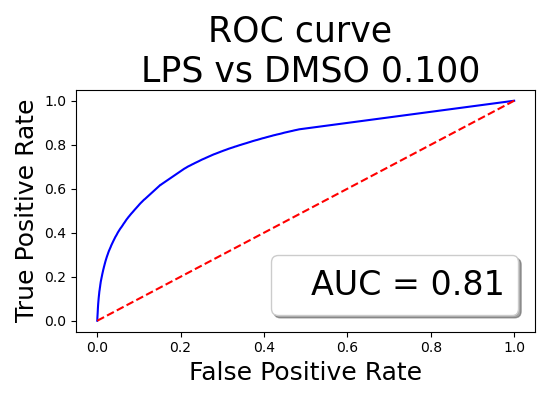 ROC curve
LPS vs DMSO 0.100
True Positive Rate
1.0
0.8
0.6
0.4
0.2
0.0
AUC = 0.81
0.0 0.2 0.4 0.6 0.8 1.0
False Positive Rate